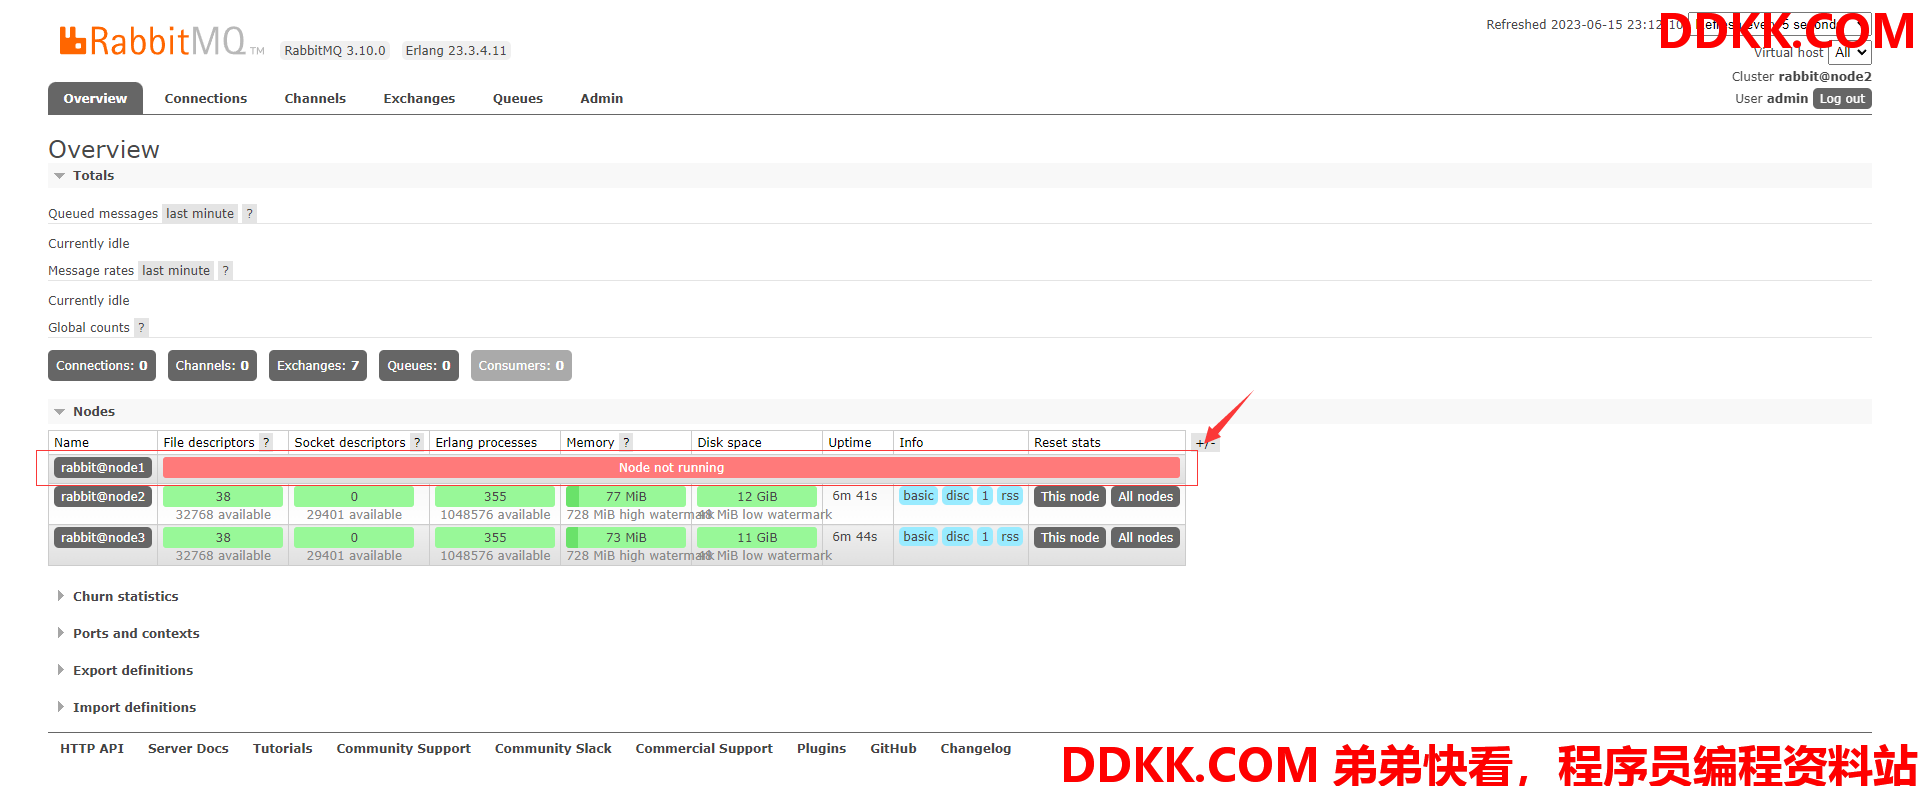 RabbitMQ TM RabbitMQ 3.10.0 Erlang 23.3.4.11
Refreshed 2023-06-15 23:12:10 Refresh every 5 seconds
DDKK.COM
Virtual host All
Cluster rabbit@node2
User admin Log out
Overview Connections Channels Exchanges Queues Admin
Overview
Totals
Queued messages last minute ?
Currently idle
Message rates last minute ?
Currently idle
Global counts ?
Connections: 0 Channels: 0 Exchanges: 7 Queues: 0 Consumers: 0
Nodes
Name File descriptors ? Socket descriptors ? Erlang processes Memory ? Disk space Uptime Info Reset stats +/-
rabbit@node1 Node not running
rabbit@node2 38 0 355 77 MiB 12 GiB 6m 41s basic disc 1 rss This node All nodes
32768 available 29401 available 1048576 available 728 MiB high watermark 48 MiB low watermark
rabbit@node3 38 0 355 73 MiB 11 GiB 6m 44s basic disc 1 rss This node All nodes
32768 available 29401 available 1048576 available 728 MiB high watermark 48 MiB low watermark
Churn statistics
Ports and contexts
Export definitions
Import definitions
HTTP API Server Docs Tutorials Community Support Community Slack Commercial Support Plugins GitHub Changelog
DDKK.COM 弟弟快看，程序员编程资料站